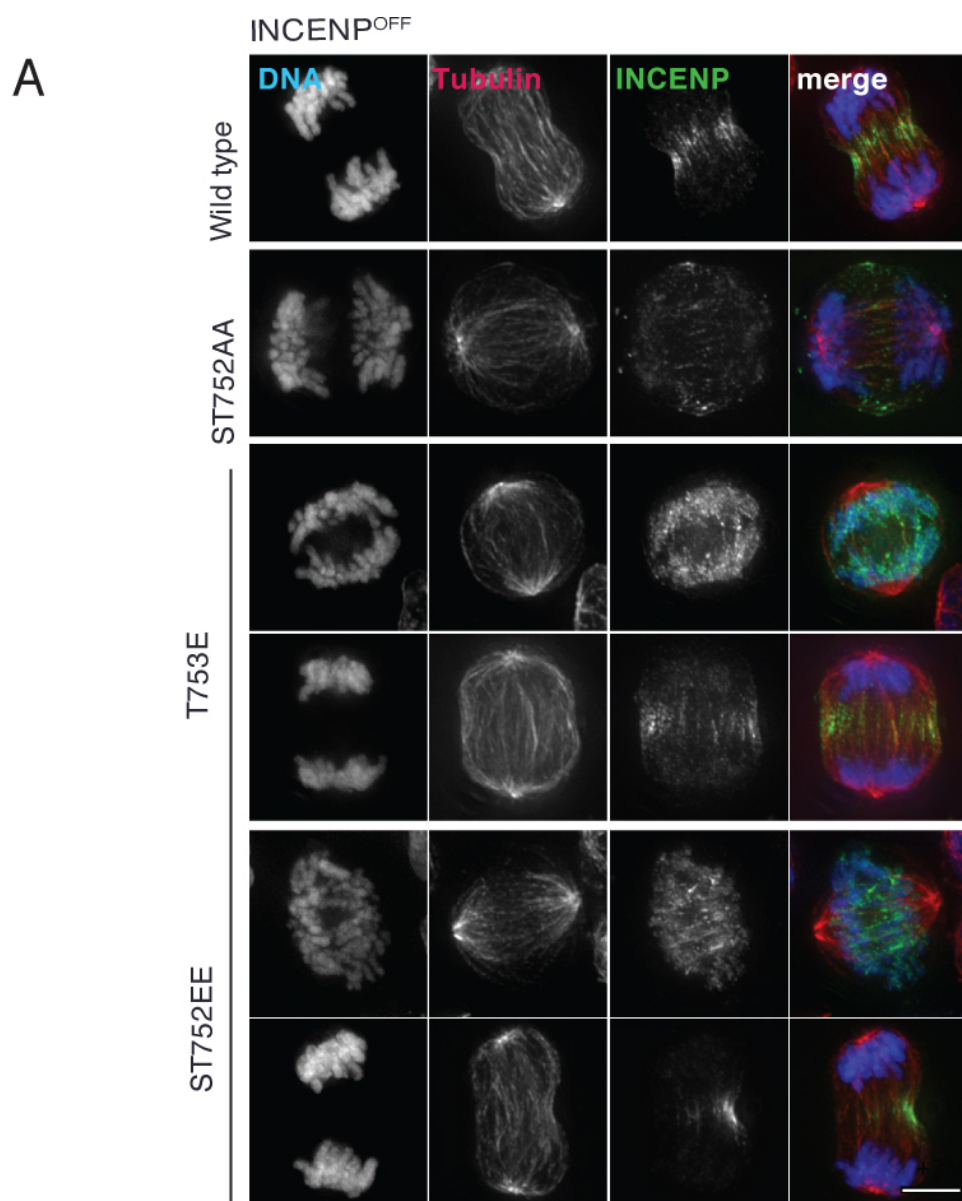 INCENPOFF
A
DNA Tubulin INCENP merge
Wild type
ST752AA
T753E
ST752EE